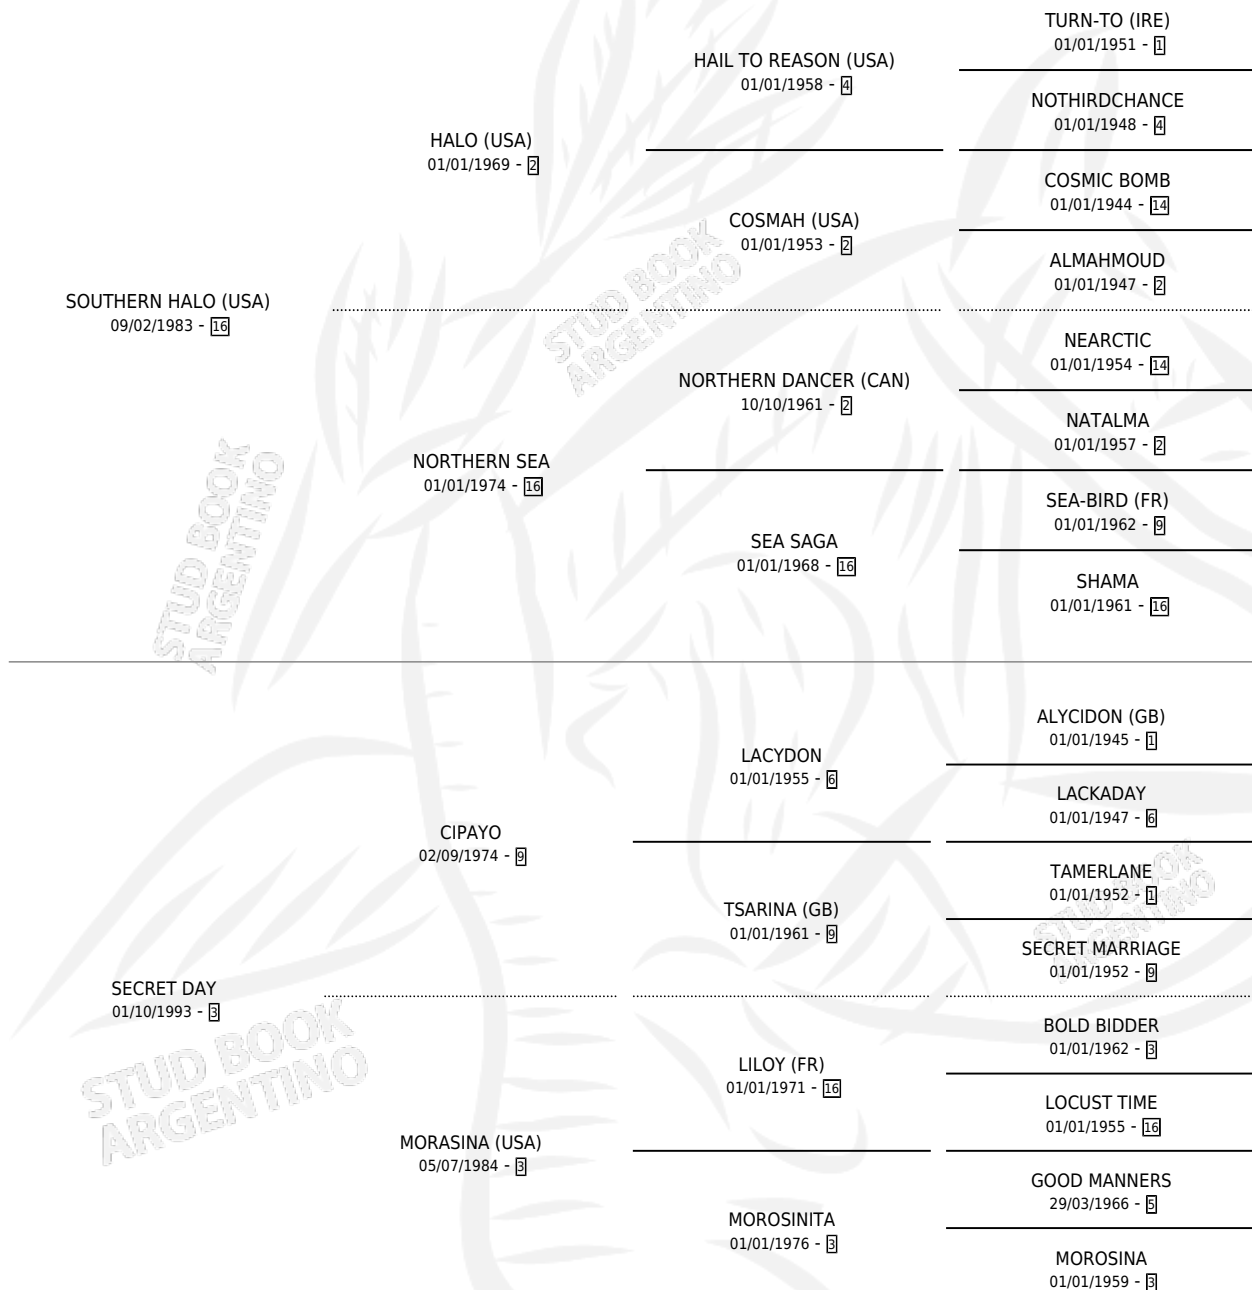 TURN-TO (IRE)
01/01/1951 - 1
HAIL TO REASON (USA)
01/01/1958 - 4
NOTHIRDCHANCE
01/01/1948 - 4
HALO (USA)
01/01/1969 - 2
COSMIC BOMB
01/01/1944 - 14
COSMAH (USA)
01/01/1953 - 2
ALMAHMOUD
01/01/1947 - 2
SOUTHERN HALO (USA)
09/02/1983 - 16
NEARCTIC
01/01/1954 - 14
NORTHERN DANCER (CAN)
10/10/1961 - 2
NATALMA
01/01/1957 - 2
NORTHERN SEA
01/01/1974 - 16
SEA-BIRD (FR)
01/01/1962 - 9
SEA SAGA
01/01/1968 - 16
SHAMA
01/01/1961 - 16
ALYCIDON (GB)
01/01/1945 - 1
LACYDON
01/01/1955 - 6
LACKADAY
01/01/1947 - 6
CIPAYO
02/09/1974 - 9
TAMERLANE
01/01/1952 - 1
TSARINA (GB)
01/01/1961 - 9
SECRET MARRIAGE
01/01/1952 - 9
SECRET DAY
01/10/1993 - 3
BOLD BIDDER
01/01/1962 - 3
LILOY (FR)
01/01/1971 - 16
LOCUST TIME
01/01/1955 - 16
MORASINA (USA)
05/07/1984 - 3
GOOD MANNERS
29/03/1966 - 5
MOROSINITA
01/01/1976 - 3
MOROSINA
01/01/1959 - 3
STUD BOOK
ARGENTINO
STUD BOOK
ARGENTINO
STUD BOOK
ARGENTINO
STUD BOOK
ARGENTINO